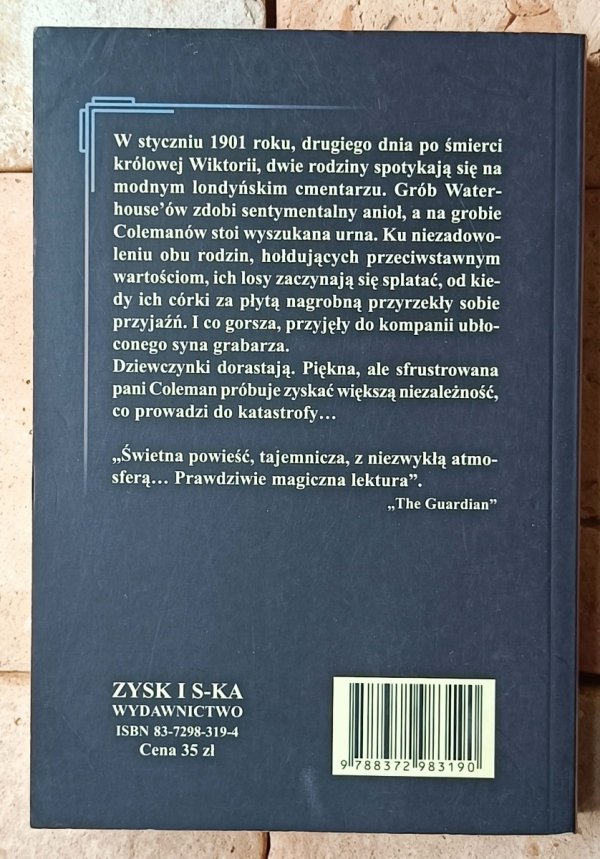 W styczniu 1901 roku, drugiego dnia po śmierci
królowej Wiktorii, dwie rodziny spotykają się na
modnym londyńskim cmentarzu. Grób Water-
house’ów zdobi sentymentalny anioł, a na grobie
Colemanów stoi wyszukana urna. Ku niezadowo-
leniu obu rodzin, hołdujących przeciwstawnym
wartościom, ich losy zaczynają się splatać, od kie-
dy ich córki za płytą nagrobną przyrzekły sobie
przyjaźń. I co gorsza, przyjęły do kompanii ubło-
conego syna grabarza.
Dziewczynki dorastają. Piękna, ale sfrustrowana
pani Coleman próbuje zyskać większą niezależność,
co prowadzi do katastrofy…
„Świetna powieść, tajemnicza, z niezwykłą atmo-
sferą… Prawdziwie magiczna lektura”.
„The Guardian”
ZYSK I S-KA
WYDAWNICTWO
ISBN 83-7298-319-4
Cena 35 zł
9 788372 983190